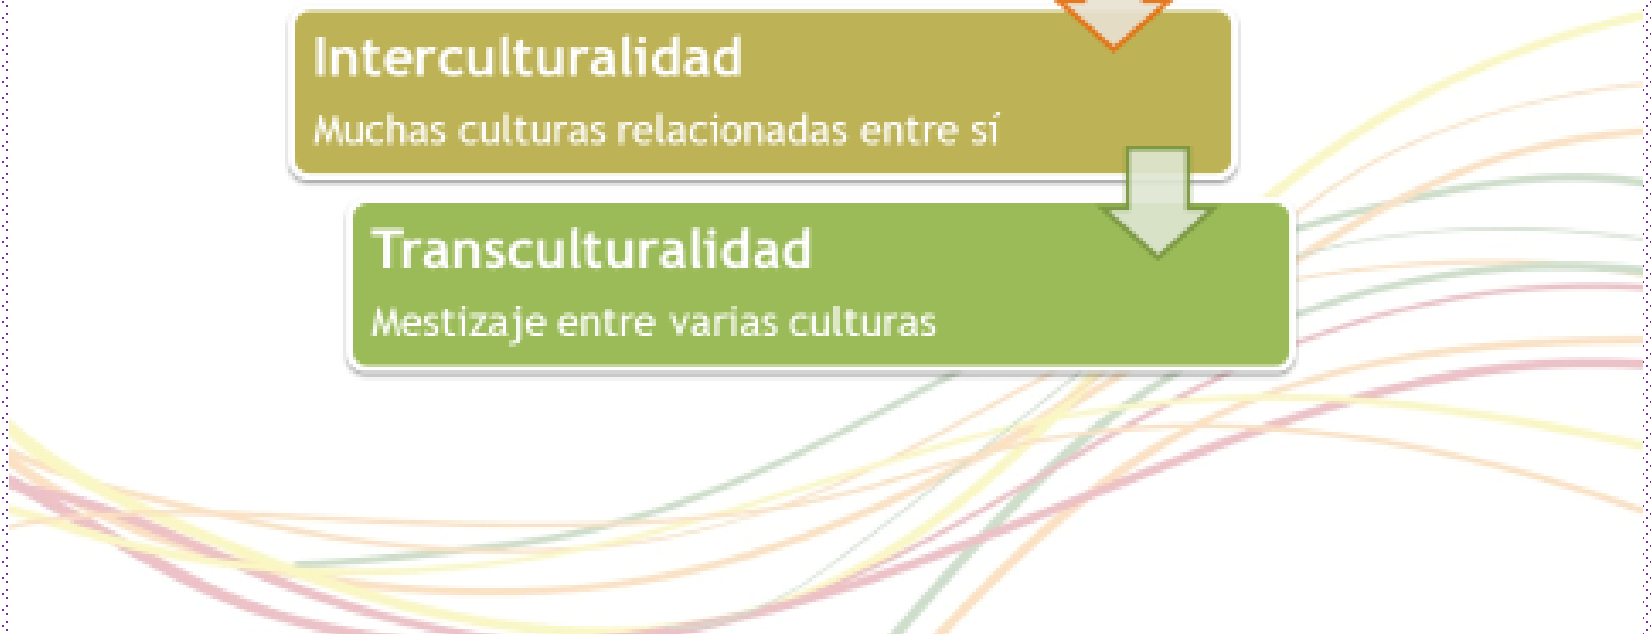 Interculturalidad
Muchas culturas relacionadas entre sí
Transculturalidad
Mestizaje entre varias culturas